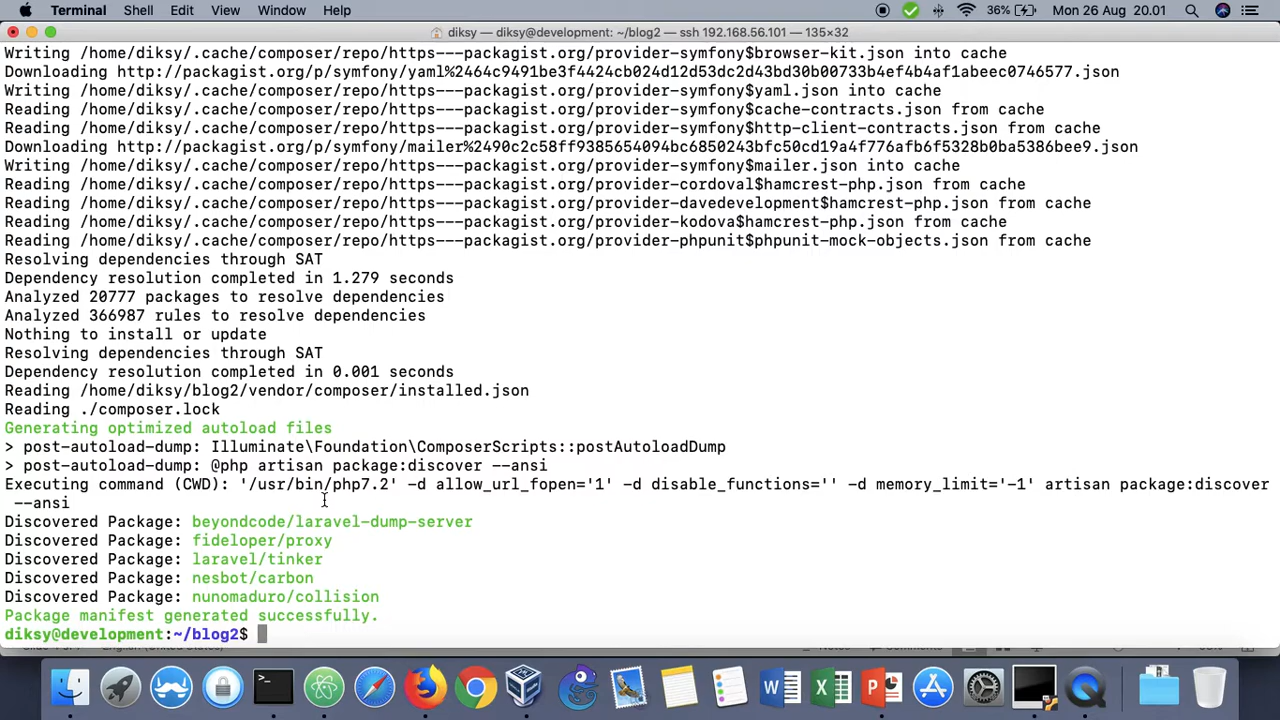 Terminal Shell Edit View Window Help 36% Mon 26 Aug 20.01
diksy — diksy@development: ~/blog2 — ssh 192.168.56.101 — 135×32
Writing /home/diksy/.cache/composer/repo/https---packagist.org/provider-symfony$browser-kit.json into cache
Downloading http://packagist.org/p/symfony/yaml%2464c9491be3f4424cb024d12d53dc2d43bd30b00733b4ef4b4af1abeec0746577.json
Writing /home/diksy/.cache/composer/repo/https---packagist.org/provider-symfony$yaml.json into cache
Reading /home/diksy/.cache/composer/repo/https---packagist.org/provider-symfony$cache-contracts.json from cache
Reading /home/diksy/.cache/composer/repo/https---packagist.org/provider-symfony$http-client-contracts.json from cache
Downloading http://packagist.org/p/symfony/mailer%2490c2c58ff9385654094bc6850243bfc50cd19a4f776afb6f5328b0ba5386bee9.json
Writing /home/diksy/.cache/composer/repo/https---packagist.org/provider-symfony$mailer.json into cache
Reading /home/diksy/.cache/composer/repo/https---packagist.org/provider-cordoval$hamcrest-php.json from cache
Reading /home/diksy/.cache/composer/repo/https---packagist.org/provider-davedevelopment$hamcrest-php.json from cache
Reading /home/diksy/.cache/composer/repo/https---packagist.org/provider-kodova$hamcrest-php.json from cache
Reading /home/diksy/.cache/composer/repo/https---packagist.org/provider-phpunit$phpunit-mock-objects.json from cache
Resolving dependencies through SAT
Dependency resolution completed in 1.279 seconds
Analyzed 20777 packages to resolve dependencies
Analyzed 366987 rules to resolve dependencies
Nothing to install or update
Resolving dependencies through SAT
Dependency resolution completed in 0.001 seconds
Reading /home/diksy/blog2/vendor/composer/installed.json
Reading ./composer.lock
Generating optimized autoload files
> post-autoload-dump: Illuminate\Foundation\ComposerScripts::postAutoloadDump
> post-autoload-dump: @php artisan package:discover --ansi
Executing command (CWD): '/usr/bin/php7.2' -d allow_url_fopen='1' -d disable_functions='' -d memory_limit='-1' artisan package:discover
--ansi
Discovered Package: beyondcode/laravel-dump-server
Discovered Package: fideloper/proxy
Discovered Package: laravel/tinker
Discovered Package: nesbot/carbon
Discovered Package: nunomaduro/collision
Package manifest generated successfully.
diksy@development:~/blog2$